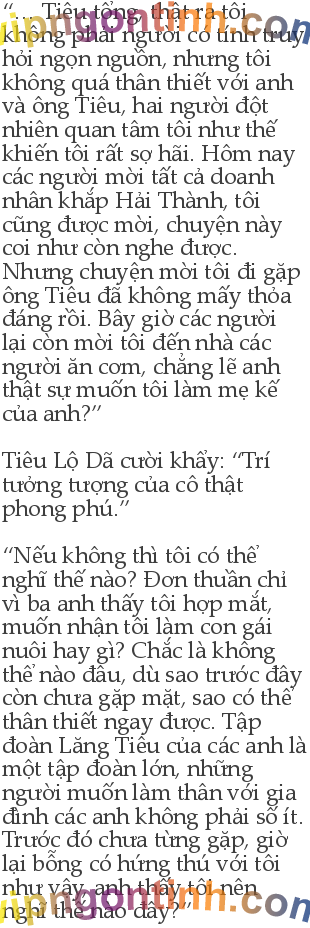 “… Tiêu tổng, thật ra tôi
không phải người có tính truy
hỏi ngọn nguồn, nhưng tôi
không quá thân thiết với anh
và ông Tiêu, hai người đột
nhiên quan tâm tôi như thế
khiến tôi rất sợ hãi. Hôm nay
các người mời tất cả doanh
nhân khắp Hải Thành, tôi
cũng được mời, chuyện này
coi như còn nghe được.
Nhưng chuyện mời tôi đi gặp
ông Tiêu đã không mấy thỏa
đáng rồi. Bây giờ các người
lại còn mời tôi đến nhà các
người ăn cơm, chẳng lẽ anh
thật sự muốn tôi làm mẹ kế
của anh?”
Tiêu Lộ Dã cười khẩy: “Trí
tưởng tượng của cô thật
phong phú.”
“Nếu không thì tôi có thể
nghĩ thế nào? Đơn thuần chỉ
vì ba anh thấy tôi hợp mắt,
muốn nhận tôi làm con gái
nuôi hay gì? Chắc là không
thể nào đâu, dù sao trước đây
còn chưa gặp mặt, sao có thể
thân thiết ngay được. Tập
đoàn Lăng Tiêu của các anh là
một tập đoàn lớn, những
người muốn làm thân với gia
đình các anh không phải số ít.
Trước đó chưa từng gặp, giờ
lại bỗng có hứng thú với tôi
như vậy, anh thấy tôi nên
nghĩ thế nào đây?”
vipngontinh.com
vipngontinh.com